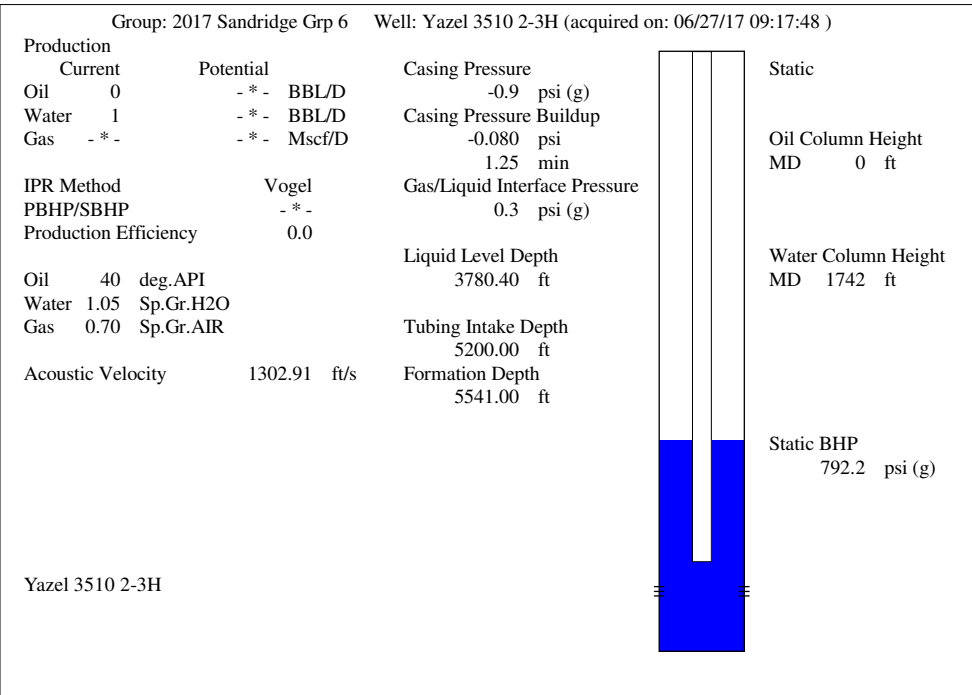 Group: 2017 Sandridge Grp 6 Well: Yazel 3510 2-3H (acquired on: 06/27/17 09:17:48 )
Production
Current Potential
Oil 0 - * - BBL/D
Water 1 - * - BBL/D
Gas - * - - * - Mscf/D
IPR Method Vogel
PBHP/SBHP - * -
Production Efficiency 0.0
Oil 40 deg.API
Water 1.05 Sp.Gr.H2O
Gas 0.70 Sp.Gr.AIR
Acoustic Velocity 1302.91 ft/s
Yazel 3510 2-3H
Casing Pressure
-0.9 psi (g)
Casing Pressure Buildup
-0.080 psi
1.25 min
Gas/Liquid Interface Pressure
0.3 psi (g)
Liquid Level Depth
3780.40 ft
Tubing Intake Depth
5200.00 ft
Formation Depth
5541.00 ft
Static
Oil Column Height
MD 0 ft
Water Column Height
MD 1742 ft
Static BHP
792.2 psi (g)